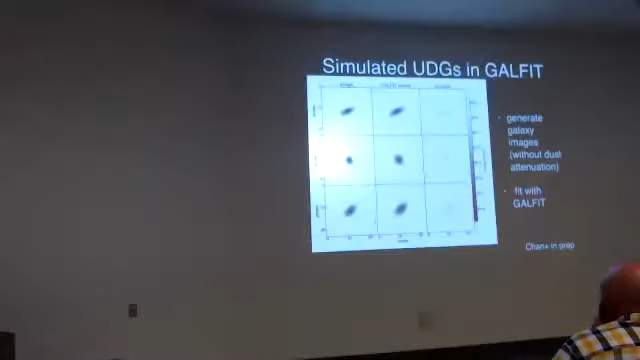 Simulated UDGs in GALFIT
· generate
galaxy
images
(without dust
attenuation)
· fit with
GALFIT
Chan+ in prep